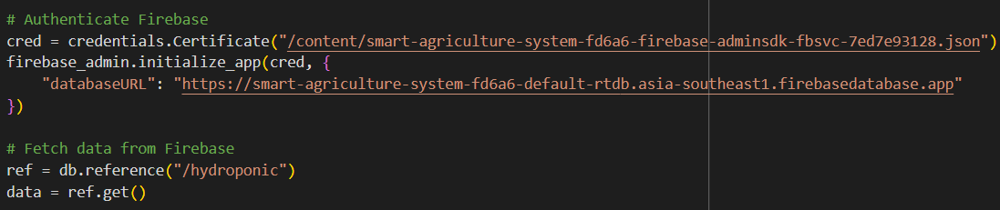 # Authenticate Firebase
cred = credentials.Certificate("/content/smart-agriculture-system-fd6a6-firebase-adminsdk-fbsvc-7ed7e93128.json")
firebase_admin.initialize_app(cred, {
    "databaseURL": "https://smart-agriculture-system-fd6a6-default-rtdb.asia-southeast1.firebasedatabase.app"
})
# Fetch data from Firebase
ref = db.reference("/hydroponic")
data = ref.get()